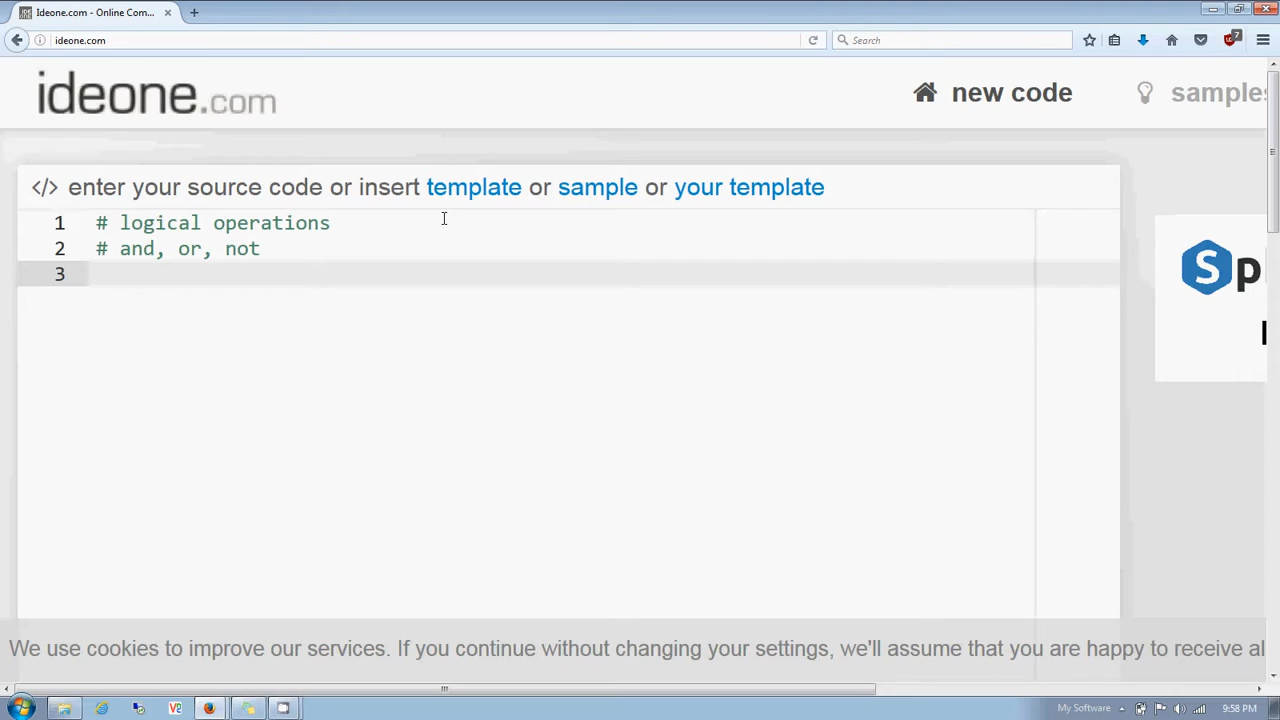 Ideone.com - Online Com...
ideone.com
Search
7
ideone.com
new code
samples
</> enter your source code or insert template or sample or your template
1 # logical operations
2 # and, or, not
3
We use cookies to improve our services. If you continue without changing your settings, we'll assume that you are happy to receive al
My Software
9:58 PM